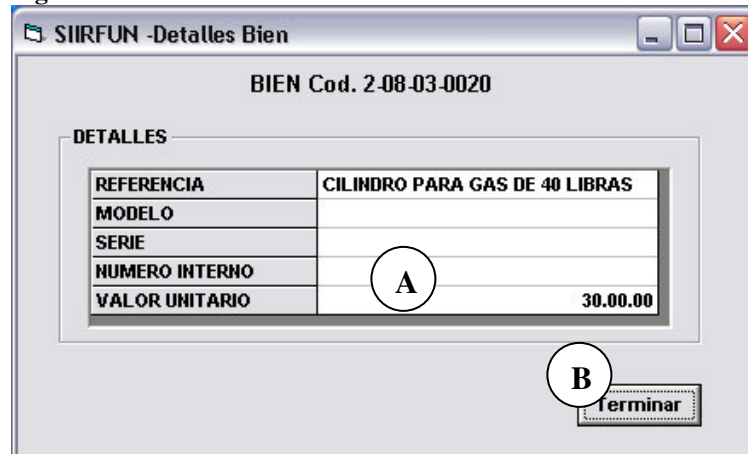 SIIRFUN -Detalles Bien
BIEN Cod. 2-08-03-0020
DETALLES
REFERENCIA CILINDRO PARA GAS DE 40 LIBRAS
MODELO
SERIE
NUMERO INTERNO
A
VALOR UNITARIO 30.00.00
B
Terminar